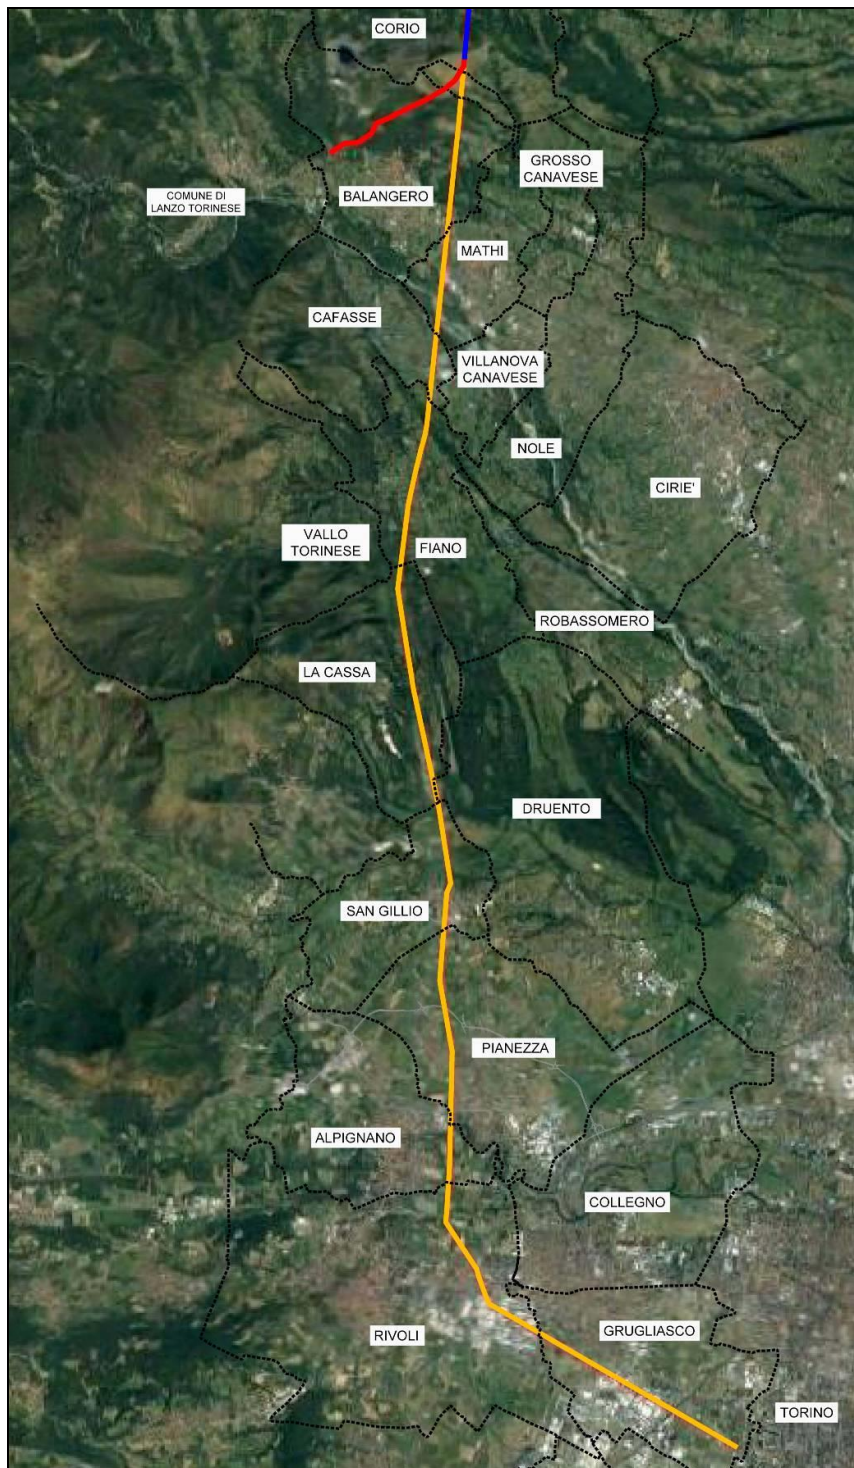 CORIO
GROSSO
CANAVESE
COMUNE DI
LANZO TORINESE
BALANGERO
MATHI
CAFASSE
VILLANOVA
CANAVESE
NOLE
CIRIE'
VALLO
TORINESE
FIANO
ROBASSOMERO
LA CASSA
DRUENTO
SAN GILLIO
PIANEZZA
ALPIGNANO
COLLEGNO
RIVOLI
GRUGLIASCO
TORINO